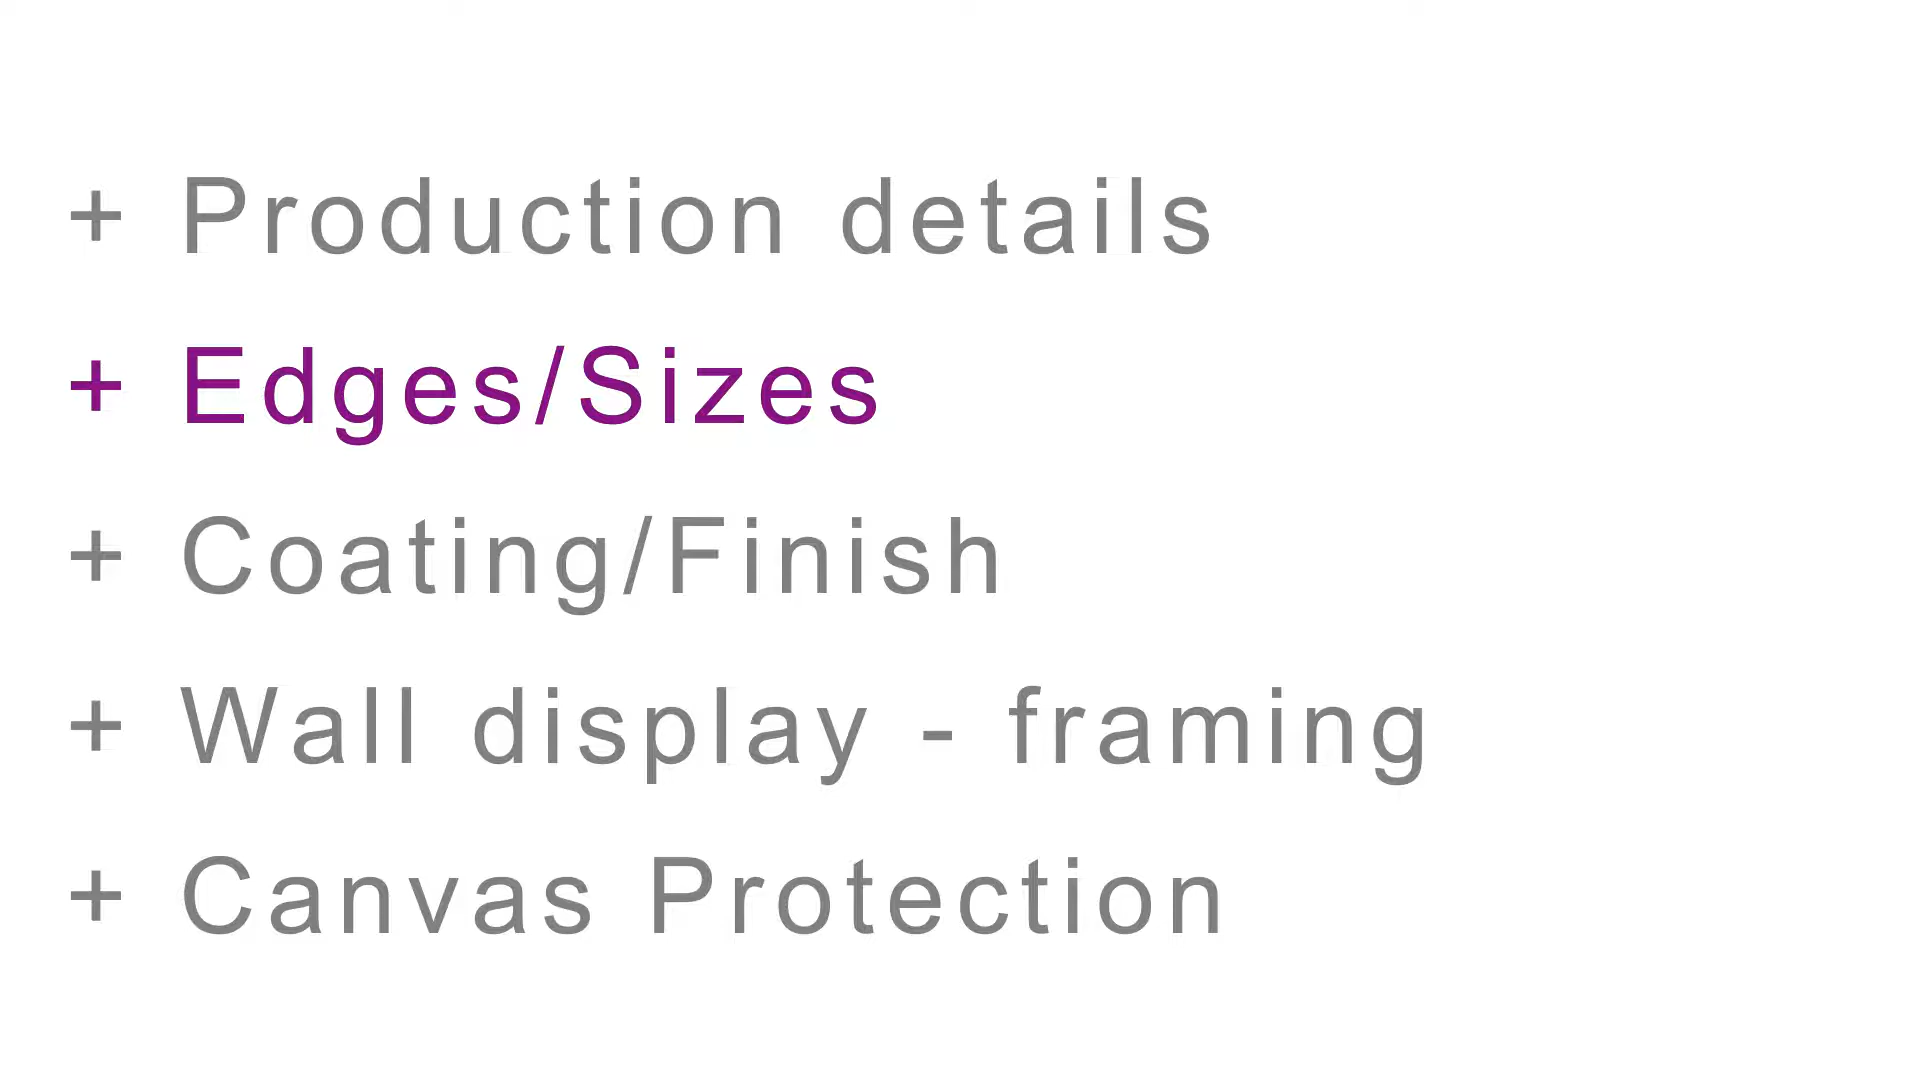 + Production details
+ Edges/Sizes
+ Coating/Finish
+ Wall display - framing
+ Canvas Protection